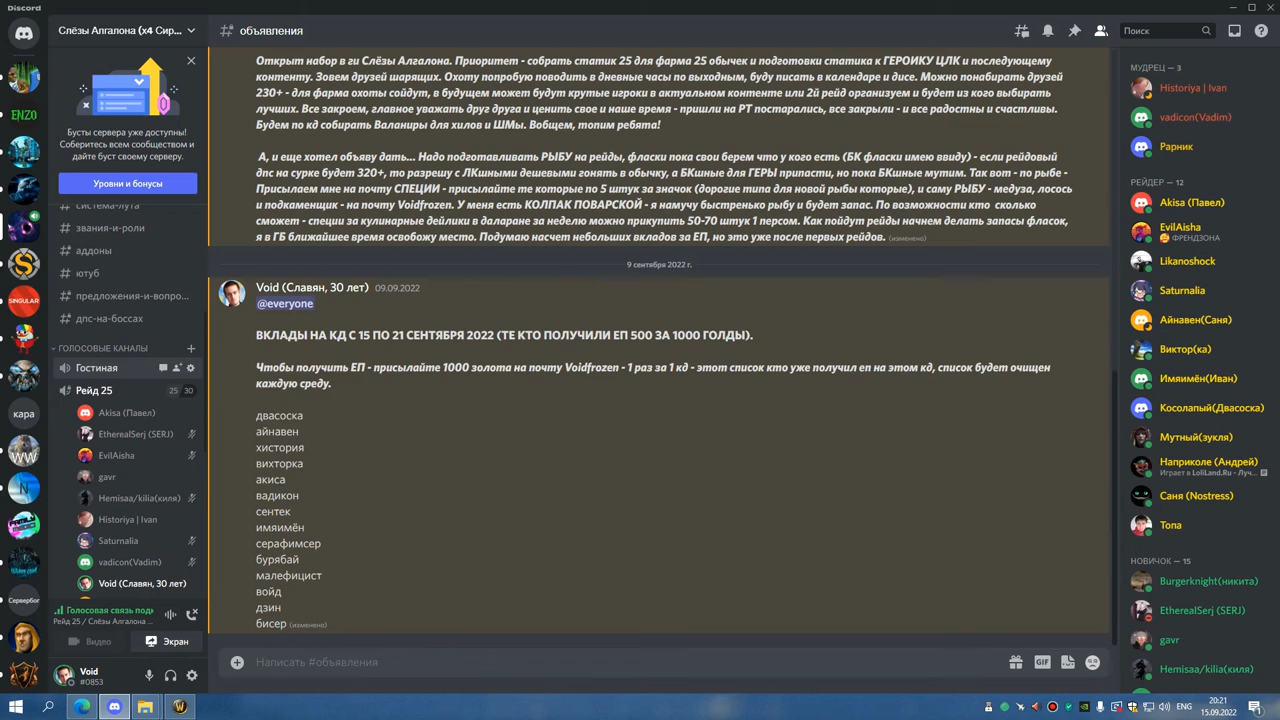 Discord
Слёзы Алгалона (x4 Сир...
Бусты сервера уже доступны!
Соберитесь всем сообществом и
дайте буст своему серверу.
Уровни и бонусы
ENZO
SINGULAR
кара
WW
Сервербог
система-лута
звания-и-роли
аддоны
ютуб
предложения-и-вопро...
дпс-на-боссах
ГОЛОСОВЫЕ КАНАЛЫ
Гостиная
Рейд 25
25 30
Akisa (Павел)
EtherealSerj (SERJ)
EvilAisha
gavr
Hemisaa/kilia(киля)
Historiya | Ivan
Saturnalia
vadicon(Vadim)
Void (Славян, 30 лет)
Голосовая связь подк
Рейд 25 / Слёзы Алгалона ...
Видео
Экран
Void
#0853
объявления
Поиск
Открыт набор в ги Слёзы Алгалона. Приоритет - собрать статик 25 для фарма 25 обычек и подготовки статика к ГЕРОИКУ ЦЛК и последующему
контенту. Зовем друзей шарящих. Охоту попробую поводить в дневные часы по выходным, буду писать в календаре и дисе. Можно понабирать друзей
230+ - для фарма охоты сойдут, в будущем может будут крутые игроки в актуальном контенте или 2й рейд организуем и будет из кого выбирать
лучших. Все закроем, главное уважать друг друга и ценить свое и наше время - пришли на РТ постарались, все закрыли - и все радостны и счастливы.
Будем по кд собирать Валаниры для хилов и ШМы. Вобщем, топим ребята!
А, и еще хотел объяву дать... Надо подготавливать РЫБУ на рейды, фласки пока свои берем что у кого есть (БК фласки имею ввиду) - если рейдовый
дпс на сурке будет 320+, то разрешу с ЛКшными дешевыми гонять в обычку, а БКшные для ГЕРЫ припасти, но пока БКшные мутим. Так вот - по рыбе -
Присылаем мне на почту СПЕЦИИ - присылайте те которые по 5 штук за значок (дорогие типа для новой рыбы которые), и саму РЫБУ - медуза, лосось
и подкаменщик - на почту Voidfrozen. У меня есть КОЛПАК ПОВАРСКОЙ - я намучу быстренько рыбу и будет запас. По возможности кто сколько
сможет - специи за кулинарные дейлики в даларане за неделю можно прикупить 50-70 штук 1 персом. Как пойдут рейды начнем делать запасы фласок,
я в ГБ ближайшее время освобожу место. Подумаю насчет небольших вкладов за ЕП, но это уже после первых рейдов. (изменено)
9 сентября 2022 г.
Void (Славян, 30 лет) 09.09.2022
@everyone
ВКЛАДЫ НА КД С 15 ПО 21 СЕНТЯБРЯ 2022 (ТЕ КТО ПОЛУЧИЛИ ЕП 500 ЗА 1000 ГОЛДЫ).
Чтобы получить ЕП - присылайте 1000 золота на почту Voidfrozen - 1 раз за 1 кд - этот список кто уже получил еп на этом кд, список будет очищен
каждую среду.
двасоска
айнавен
хистория
вихторка
акиса
вадикон
сентек
имяимён
серафимсер
бурябай
малефицист
войд
дзин
бисер (изменено)
Написать #объявления
GIF
МУДРЕЦ — 3
Historiya | Ivan
vadicon(Vadim)
Рарник
РЕЙДЕР — 12
Akisa (Павел)
EvilAisha
ФРЕНДЗОНА
Likanoshock
Saturnalia
Айнавен(Саня)
Виктор(ка)
Имяимён(Иван)
Косолапый(Двасоска)
Мутный(зукля)
Наприколе (Андрей)
Играет в LoliLand.Ru - Луч...
Саня (Nostress)
Топа
НОВИЧОК — 15
Burgerknight(никита)
EtherealSerj (SERJ)
gavr
Hemisaa/kilia(киля)
ENG
20:21
15.09.2022